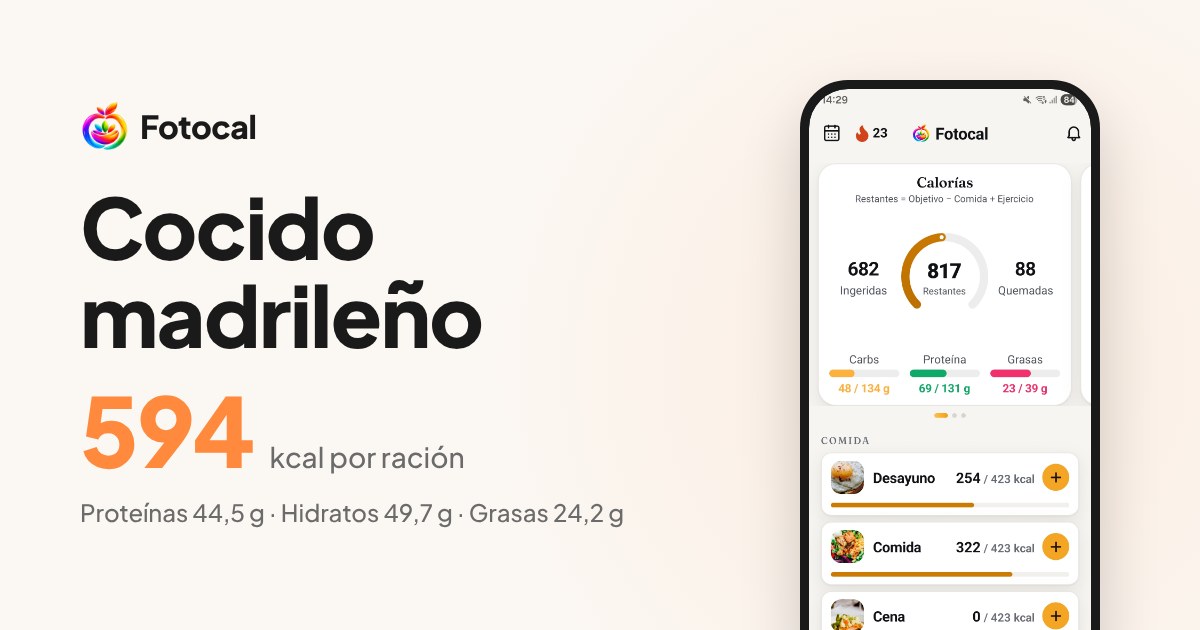 Fotocal
Cocido
madrileño
594 kcal por ración
Proteínas 44,5 g · Hidratos 49,7 g · Grasas 24,2 g
14:29
84
23
Fotocal
Calorías
Restantes = Objetivo − Comida + Ejercicio
682
Ingeridas
817
Restantes
88
Quemadas
Carbs
48 / 134 g
Proteína
69 / 131 g
Grasas
23 / 39 g
COMIDA
Desayuno 254 / 423 kcal +
Comida 322 / 423 kcal +
Cena 0 / 423 kcal +